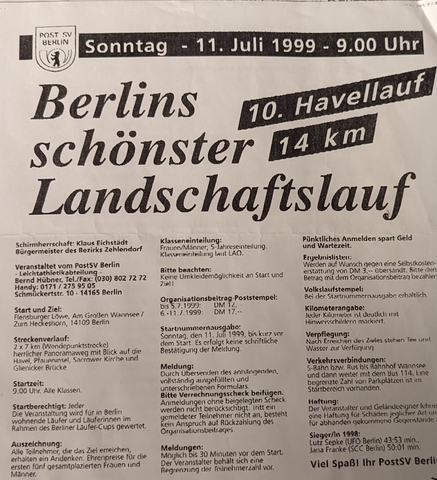 POST SV
BERLIN
Sonntag - 11. Juli 1999 - 9.00 Uhr
Berlins
schönster
Landschaftslauf
10. Havellauf
14 km
Schirmherrschaft: Klaus Eichstädt
Bürgermeister des Bezirks Zehlendorf
Veranstaltet vom PostSV Berlin
- Leichtathletikabteilung -
Bernd Hübner, Tel./Fax: (030) 802 72 72
Handy: 0171 / 275 95 05
Schmückertstr. 10 · 14165 Berlin
Start und Ziel:
Flensburger Löwe, Am Großen Wannsee /
Zum Heckeshorn, 14109 Berlin
Streckenverlauf:
2 x 7 km (Wendepunktstrecke)
herrlicher Panoramaweg mit Blick auf die
Havel, Pfaueninsel, Sacrower Kirche und
Glienicker Brücke
Startzeit:
9.00 Uhr. Alle Klassen.
Startberechtigt: Jeder
Die Veranstaltung wird für in Berlin
wohnende Läufer und Läuferinnen im
Rahmen des Berliner Läufer-Cups gewertet.
Auszeichnung:
Alle Teilnehmer, die das Ziel erreichen,
erhalten ein Andenken. Ehrenpreise für die
ersten fünf gesamtplazierten Frauen und
Männer.
Klasseneinteilung:
Frauen/Männer; 5-Jahreseinteilung.
Klasseneinteilung laut LAO.
Bitte beachten:
Keine Umkleidemöglichkeiten an Start und
Ziel!
Organisationsbeitrag-Poststempel:
bis 5.7.1999: DM 12,-
6.-11.7.1999: DM 17,-
Startnummernausgabe:
Sonntag, den 11. Juli 1999, bis kurz vor
dem Start. Es erfolgt keine schriftliche
Bestätigung der Meldung.
Meldung:
Durch Übersenden des anhängenden,
vollständig ausgefüllten und
unterschriebenen Formulars.
Bitte Verrechnungsscheck beifügen.
Anmeldungen ohne beigelegten Scheck
werden nicht berücksichtigt. Tritt ein
gemeldeter Teilnehmer nicht an, besteht
kein Anspruch auf Rückzahlung des
Organisationsbeitrages
Meldungen:
Möglich bis 30 Minuten vor dem Start.
Der Veranstalter behält sich eine
Begrenzung der Teilnehmerzahl vor.
Pünktliches Anmelden spart Geld
und Wartezeit.
Ergebnislisten:
Werden auf Wunsch gegen eine Selbstkosten-
erstattung von DM 3,- übersandt. Bitte den
Betrag mit dem Organisationsbeitrag bezahlen
Volkslaufstempel:
Bei der Startnummernausgabe erhältlich.
Kilometerangabe:
Jeder Kilometer ist deutlich mit
Hinweisschildern markiert.
Verpflegung:
Nach Erreichen des Zieles stehen Tee und
Wasser zur Verfügung
Verkehrsverbindungen:
S-Bahn bzw. Bus bis Bahnhof Wannsee
und dann weiter mit dem Bus 114. Eine
begrenzte Zahl von Parkplätzen ist im
Startbereich vorhanden.
Haftung:
Der Veranstalter und Geländeeigner lehnen
eine Haftung für Schäden jeglicher Art
Sieger/in 1998:
Lutz Sepke (UFO Berlin) 43:53 min.,
Jana Franke (SCC Berlin) 50:01 min.
Viel Spaß! Ihr PostSV Berlin